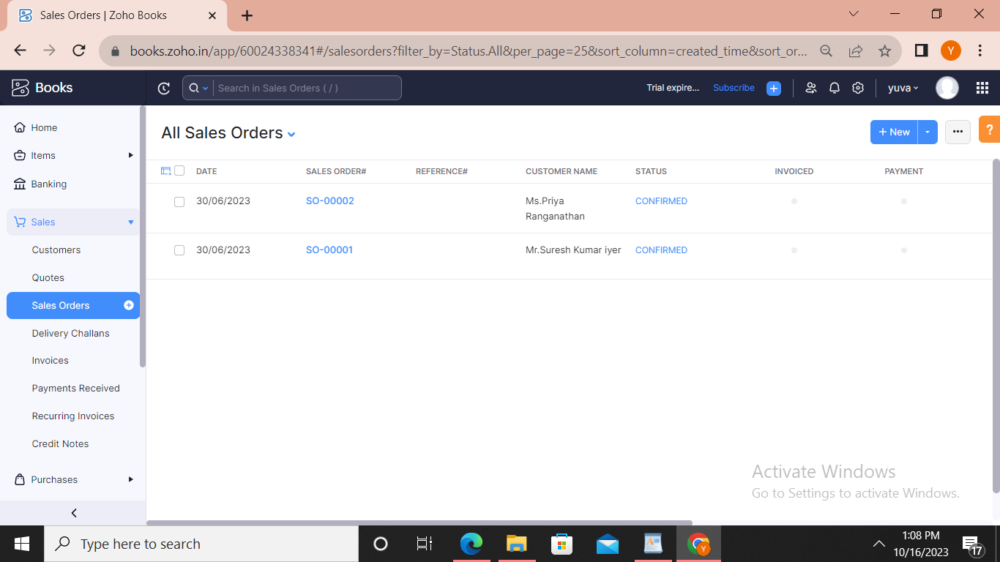 Sales Orders | Zoho Books
books.zoho.in/app/60024338341#/salesorders?filter_by=Status.All&per_page=25&sort_column=created_time&sort_or...
Y
Books
Search in Sales Orders ( / )
Trial expire...
Subscribe
yuva
Home
Items
Banking
Sales
Customers
Quotes
Sales Orders
Delivery Challans
Invoices
Payments Received
Recurring Invoices
Credit Notes
Purchases
All Sales Orders
+ New
...
?
DATE SALES ORDER# REFERENCE# CUSTOMER NAME STATUS INVOICED PAYMENT
30/06/2023 SO-00002 Ms.Priya Ranganathan CONFIRMED
30/06/2023 SO-00001 Mr.Suresh Kumar iyer CONFIRMED
Activate Windows
Go to Settings to activate Windows.
Type here to search
Y
1:08 PM
10/16/2023
17